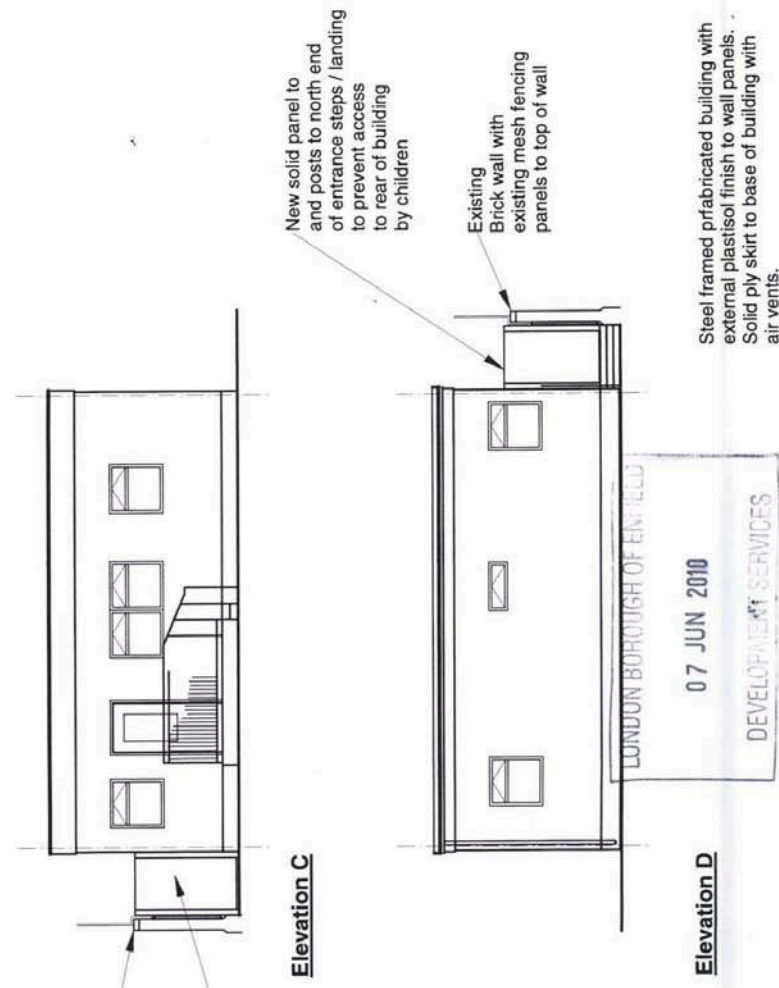 New solid panel to
and posts to north end
of entrance steps / landing
to prevent access
to rear of building
by children
Elevation C
Existing
Brick wall with
existing mesh fencing
panels to top of wall
Steel framed prfabricated building with
external plastisol finish to wall panels.
Solid ply skirt to base of building with
air vents.
LONDON BOROUGH OF ENFIELD
07 JUN 2010
DEVELOPMENT SERVICES
Elevation D